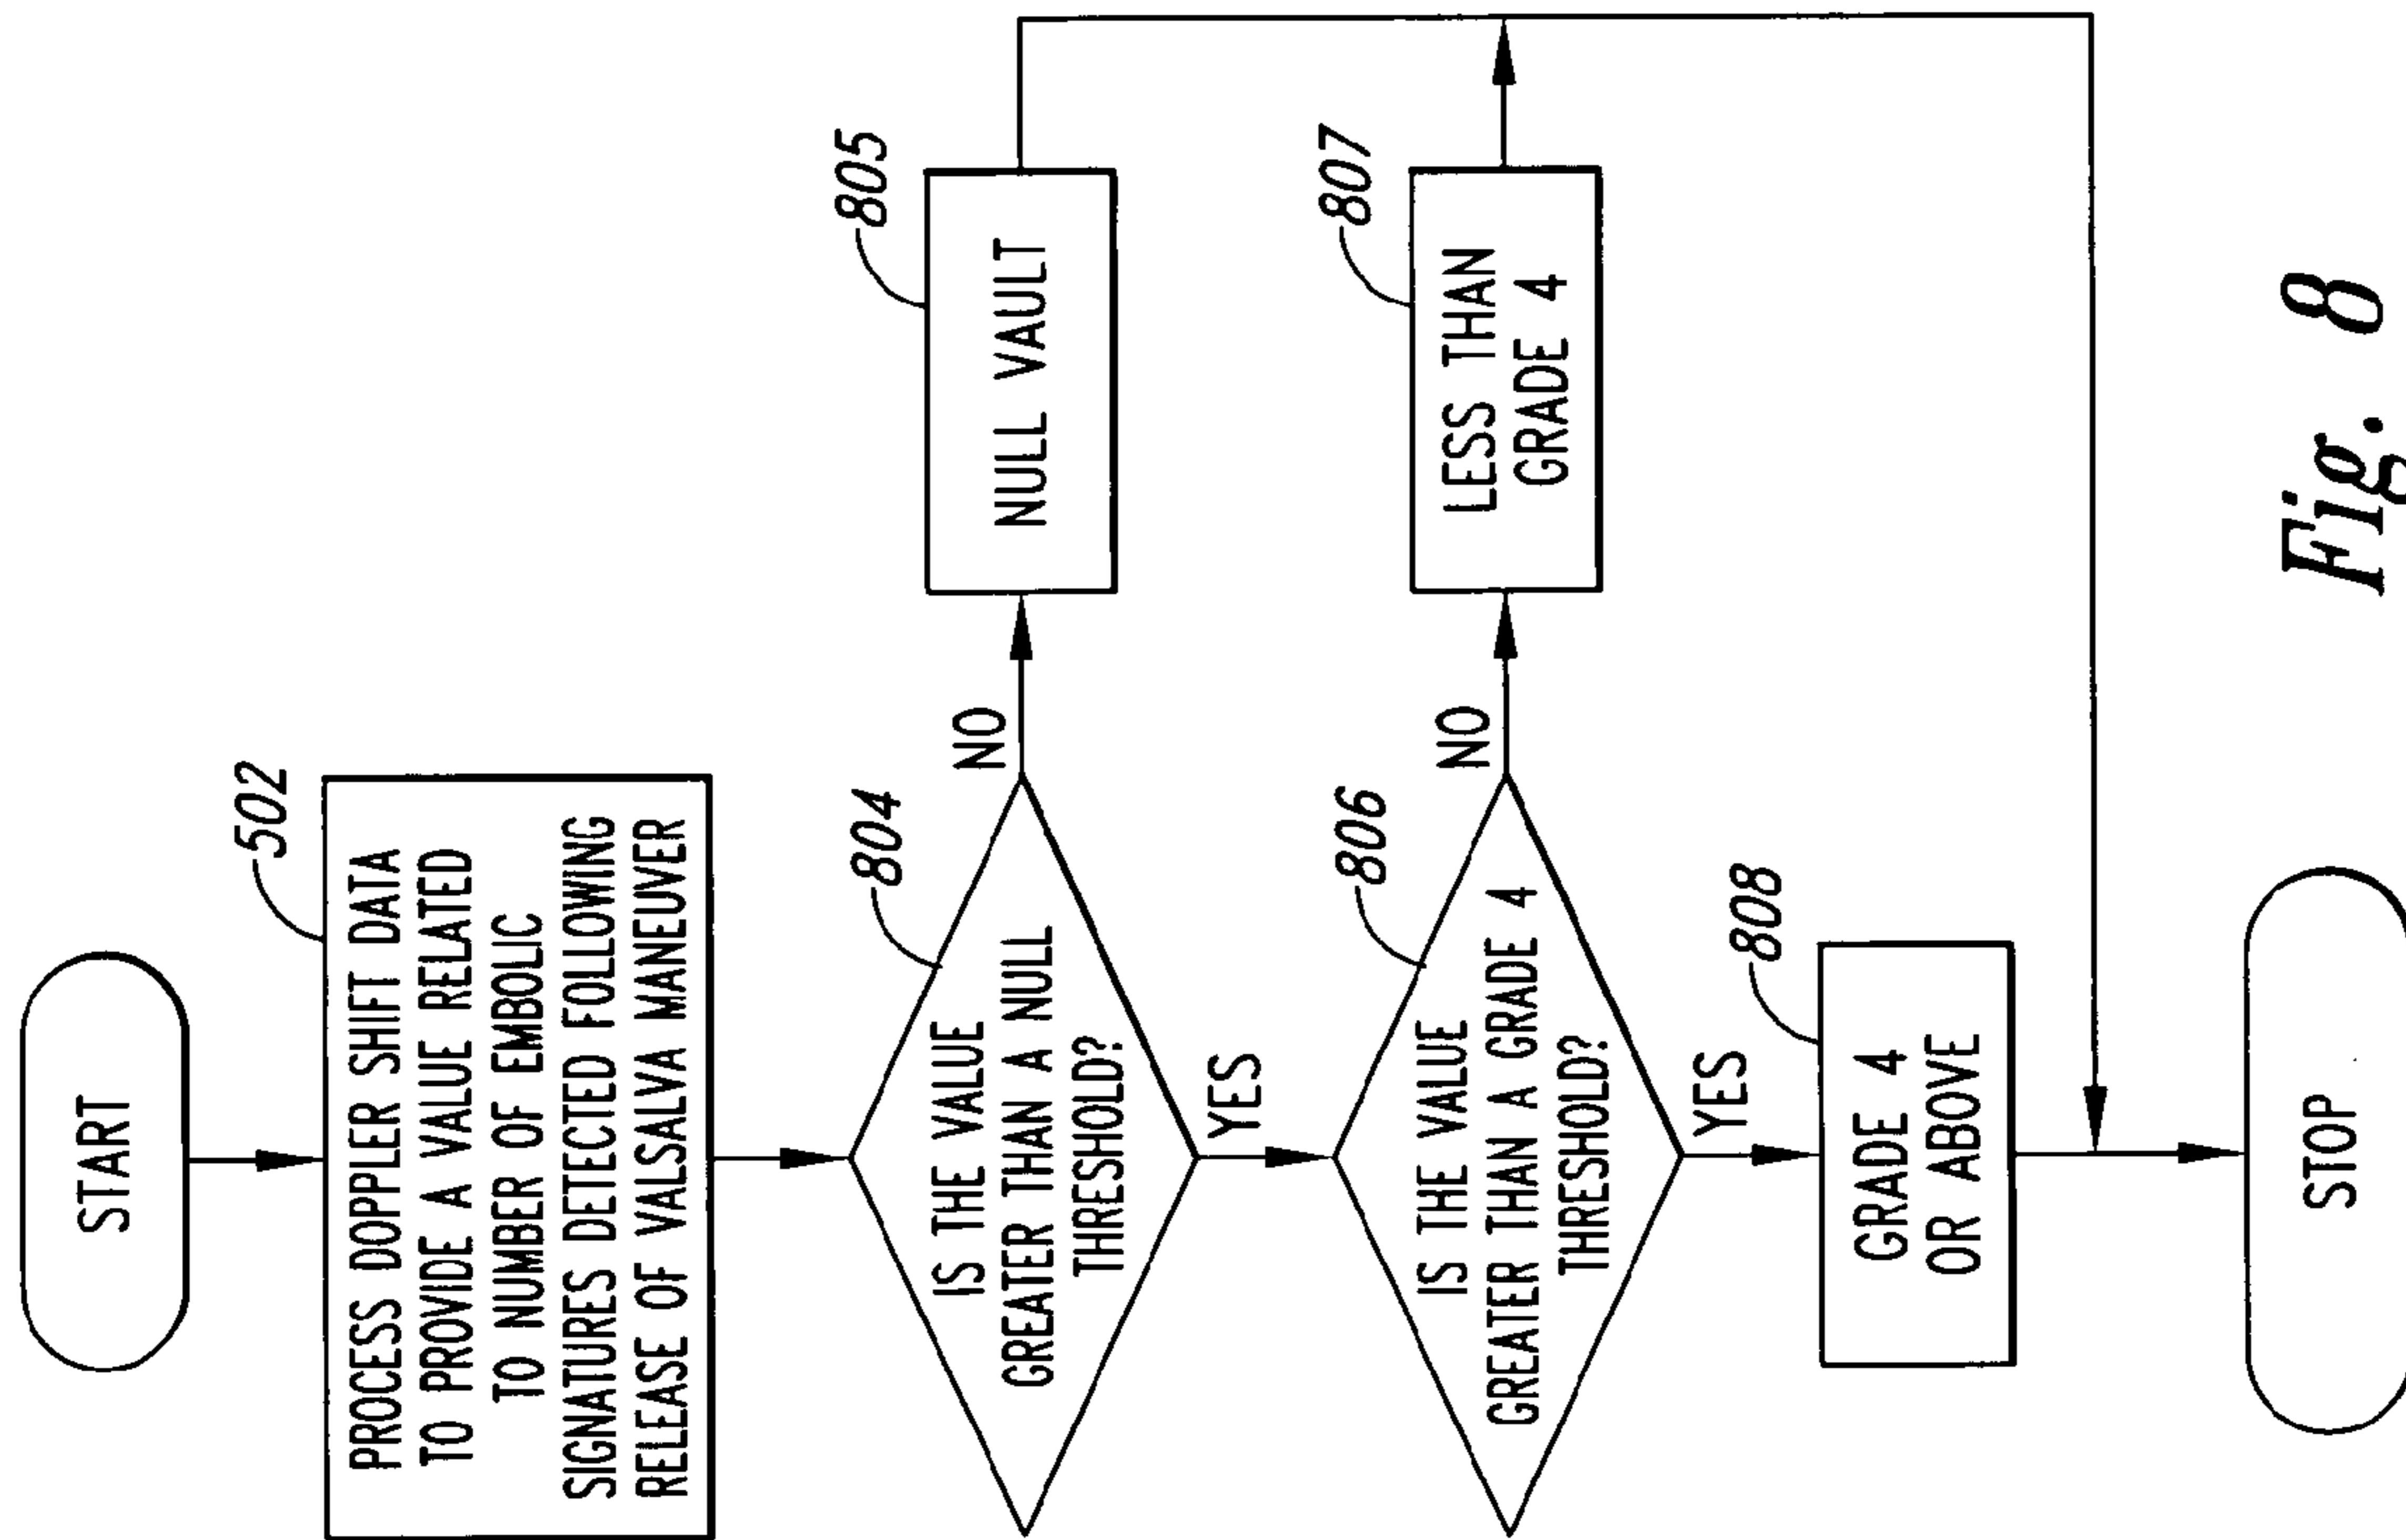 START
502
PROCESS DOPPLER SHIFT DATA
TO PROVIDE A VALUE RELATED
TO NUMBER OF EMBOLIC
SIGNATURES DETECTED FOLLOWING
RELEASE OF VALSALVA MANEUVER
804
IS THE VALUE
GREATER THAN A NULL
THRESHOLD?
NO
805
NULL VAULT
YES
806
IS THE VALUE
GREATER THAN A GRADE 4
THRESHOLD?
NO
807
LESS THAN
GRADE 4
YES
808
GRADE 4
OR ABOVE
STOP
Fig. 8